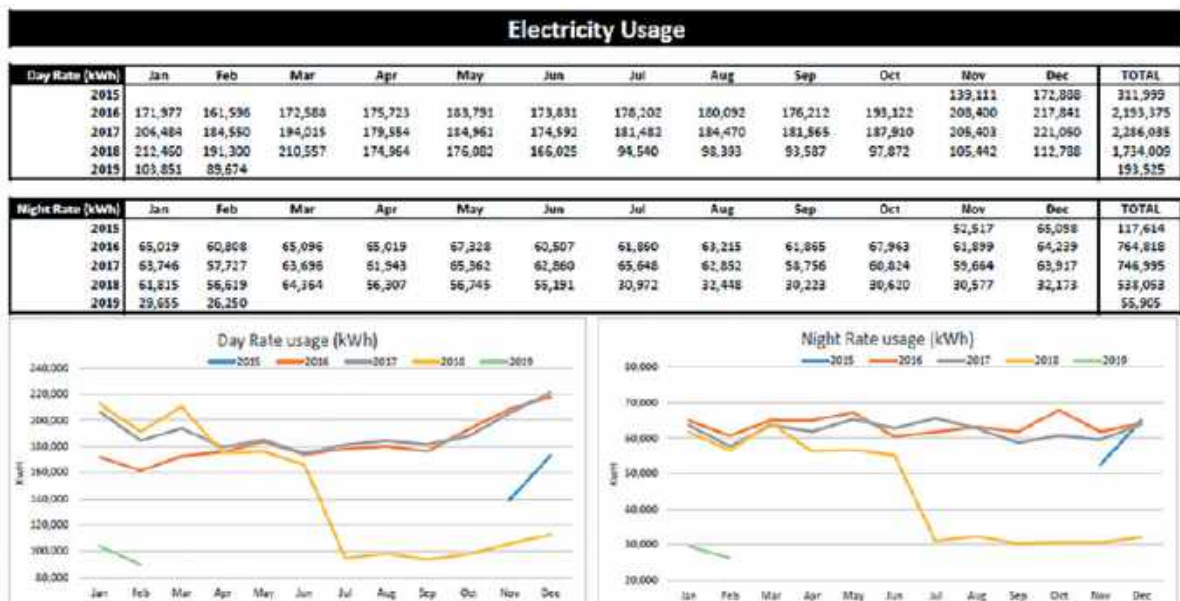 Electricity Usage
Day Rate (kWh) Jan Feb Mar Apr May Jun Jul Aug Sep Oct Nov Dec TOTAL
2015 139,111 172,888 311,999
2016 171,977 161,596 172,588 175,723 183,791 173,831 178,202 180,092 176,212 193,122 208,400 217,841 2,193,375
2017 206,484 184,550 194,015 179,554 184,961 174,592 181,482 184,470 181,565 187,910 205,403 221,050 2,286,035
2018 212,460 191,300 210,557 174,964 176,082 166,025 94,540 98,393 93,587 97,872 105,442 112,788 1,734,009
2019 103,851 89,674 193,525
Night Rate (kWh) Jan Feb Mar Apr May Jun Jul Aug Sep Oct Nov Dec TOTAL
2015 52,517 65,098 117,614
2016 65,019 60,808 65,096 65,019 67,328 60,507 61,860 63,215 61,865 67,963 61,899 64,239 764,818
2017 63,746 57,727 63,696 61,943 65,362 62,860 65,648 62,852 58,756 60,824 59,664 63,917 746,995
2018 61,815 56,619 64,364 56,307 56,745 55,191 30,972 32,448 30,223 30,620 30,577 32,173 538,053
2019 29,655 26,250 55,905
Day Rate usage (kWh)
2015 2016 2017 2018 2019
240,000
220,000
200,000
180,000
160,000
140,000
120,000
100,000
80,000
KWH
Jan Feb Mar Apr May Jun Jul Aug Sep Oct Nov Dec
Night Rate usage (kWh)
2015 2016 2017 2018 2019
80,000
70,000
60,000
50,000
40,000
30,000
20,000
KWH
Jan Feb Mar Apr May Jun Jul Aug Sep Oct Nov Dec